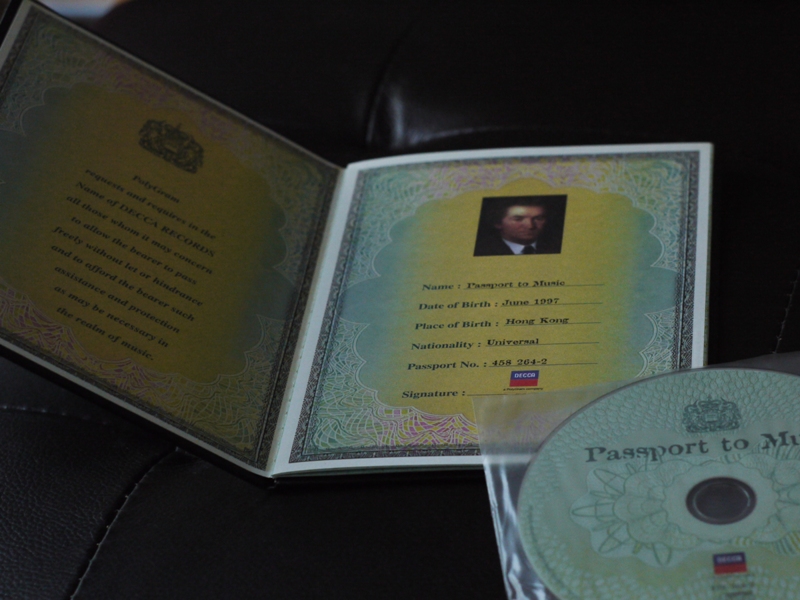 PolyGram
requests and requires in the
Name of DECCA RECORDS
all those whom it may concern
to allow the bearer to pass
freely without let or hindrance
and to afford the bearer such
assistance and protection
as may be necessary in
the realm of music.
Name : Passport to Music
Date of Birth : June 1997
Place of Birth : Hong Kong
Nationality : Universal
Passport No. : 458 264-2
DECCA
Signature :
Passport to Mu
DECCA